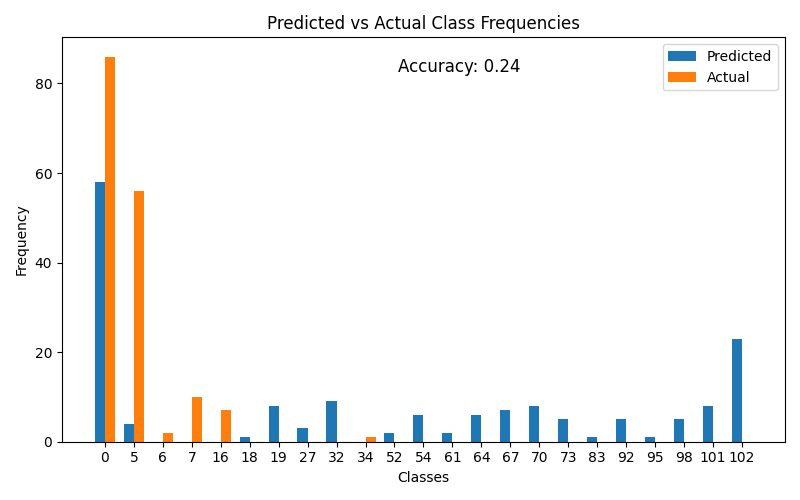 Predicted vs Actual Class Frequencies
Accuracy: 0.24
Predicted
Actual
Frequency
80
60
40
20
0
0 5 6 7 16 18 19 27 32 34 52 54 61 64 67 70 73 83 92 95 98 101 102
Classes